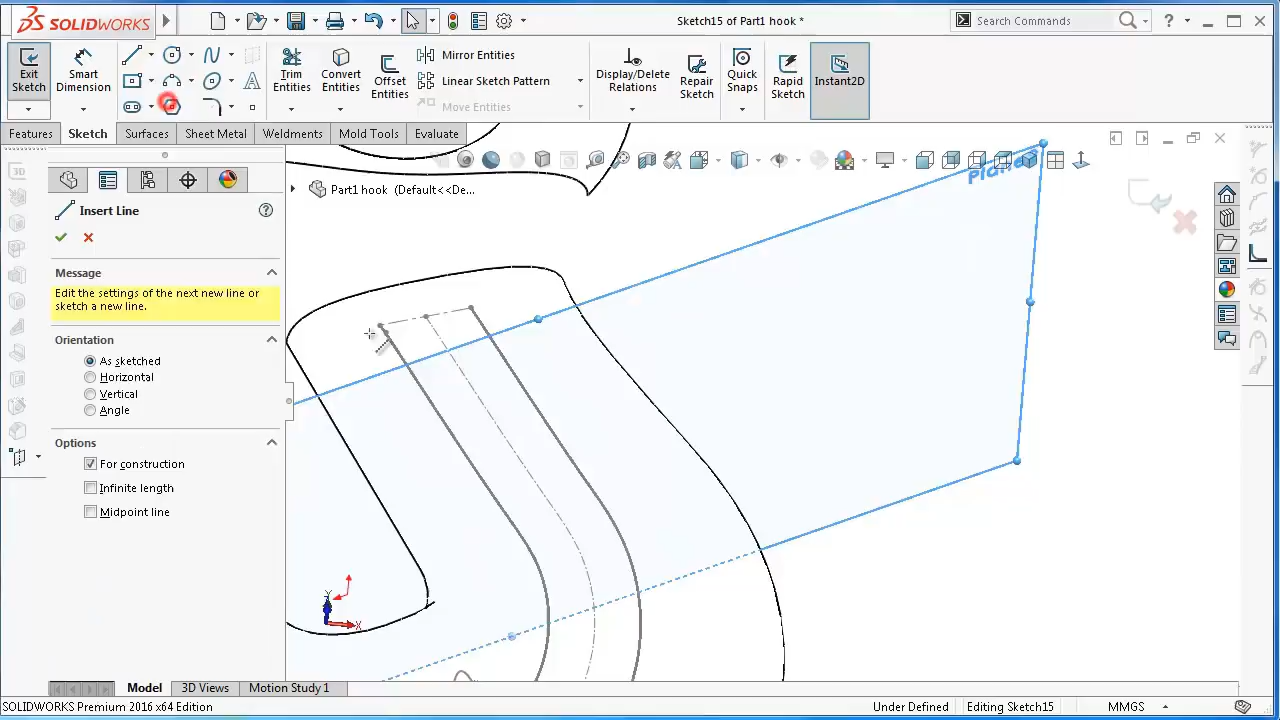 SOLIDWORKS
Sketch15 of Part1 hook *
Search Commands
?
Exit Sketch
Smart Dimension
Trim Entities
Convert Entities
Offset Entities
Mirror Entities
Linear Sketch Pattern
Move Entities
Display/Delete Relations
Repair Sketch
Quick Snaps
Rapid Sketch
Instant2D
Features
Sketch
Surfaces
Sheet Metal
Weldments
Mold Tools
Evaluate
Part1 hook (Default<<De...
Insert Line
?
Message
Edit the settings of the next new line or
sketch a new line.
Orientation
As sketched
Horizontal
Vertical
Angle
Options
For construction
Infinite length
Midpoint line
Y
X
Model
3D Views
Motion Study 1
SOLIDWORKS Premium 2016 x64 Edition
Under Defined
Editing Sketch15
MMGS